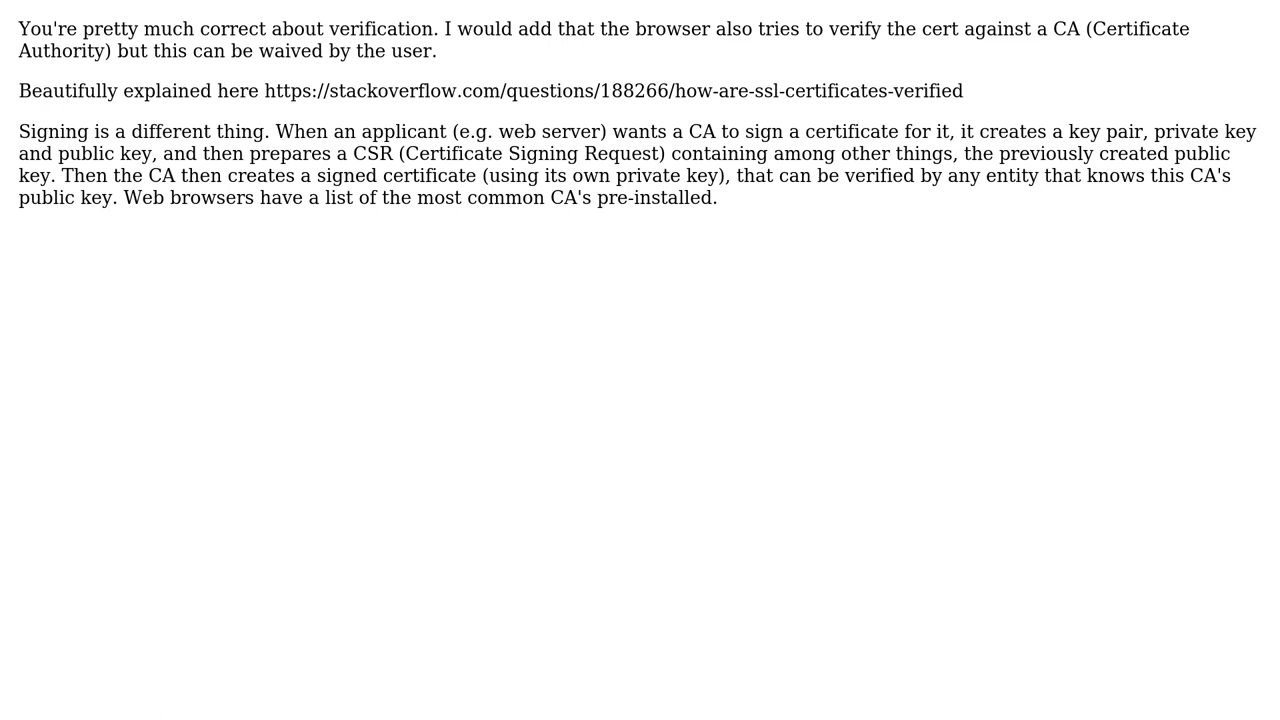 You're pretty much correct about verification. I would add that the browser also tries to verify the cert against a CA (Certificate
Authority) but this can be waived by the user.
Beautifully explained here https://stackoverflow.com/questions/188266/how-are-ssl-certificates-verified
Signing is a different thing. When an applicant (e.g. web server) wants a CA to sign a certificate for it, it creates a key pair, private key
and public key, and then prepares a CSR (Certificate Signing Request) containing among other things, the previously created public
key. Then the CA then creates a signed certificate (using its own private key), that can be verified by any entity that knows this CA's
public key. Web browsers have a list of the most common CA's pre-installed.